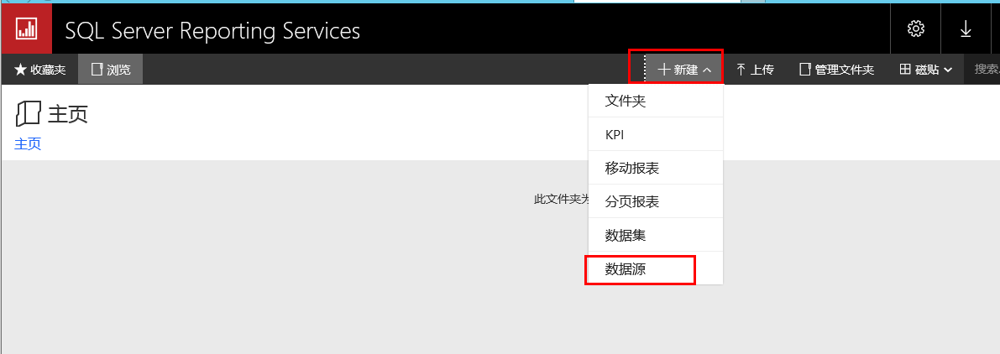 SQL Server Reporting Services
收藏夹 浏览 新建 上传 管理文件夹 磁贴 搜索
主页
主页
文件夹
KPI
移动报表
此文件夹为
分页报表
数据集
数据源